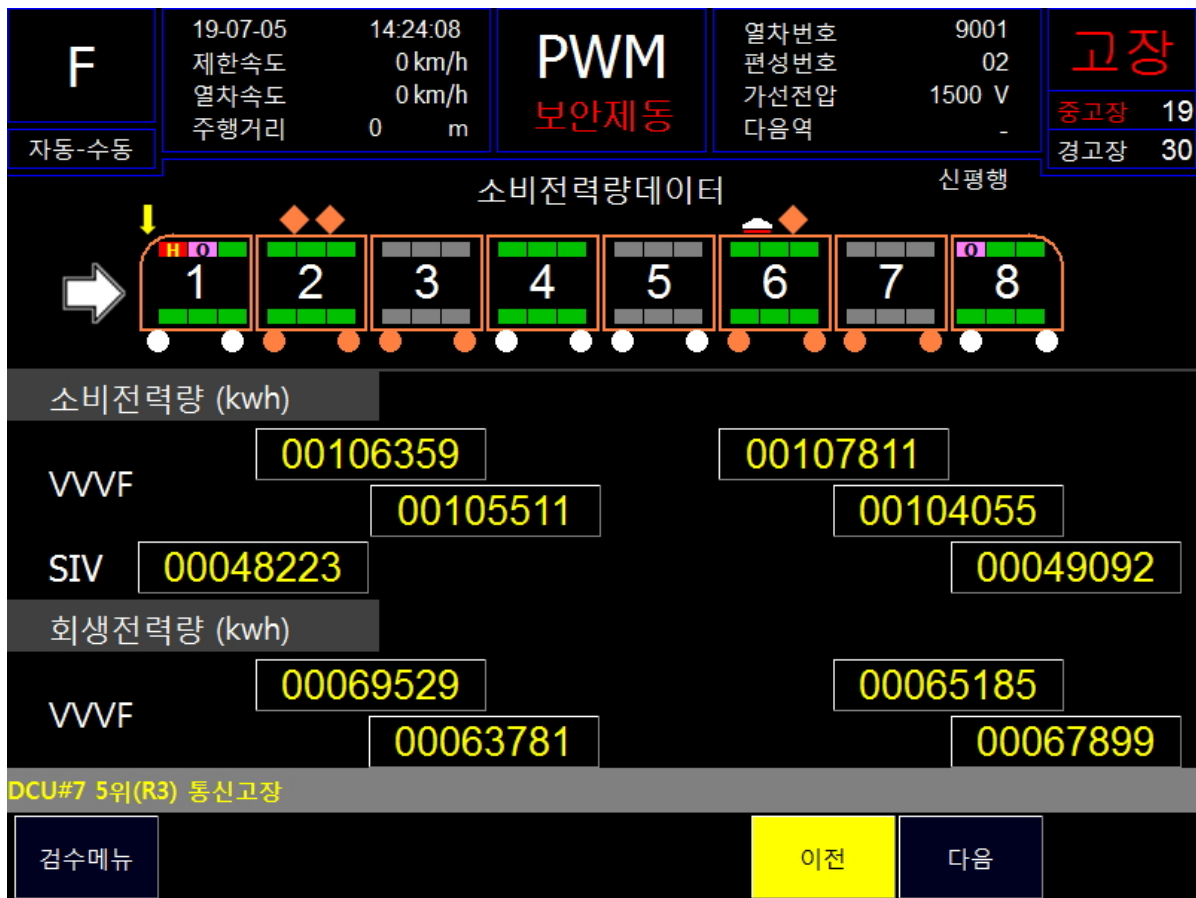 F
자동-수동
19-07-05 14:24:08
제한속도 0 km/h
열차속도 0 km/h
주행거리 0 m
PWM
보안제동
열차번호 9001
편성번호 02
가선전압 1500 V
다음역 -
고장
중고장 19
경고장 30
소비전력량데이터
신평행
H O O
1 2 3 4 5 6 7 8
소비전력량 (kwh)
00106359 00107811
VVVF
00105511 00104055
SIV 00048223 00049092
회생전력량 (kwh)
00069529 00065185
VVVF
00063781 00067899
DCU#7 5위(R3) 통신고장
검수메뉴 이전 다음